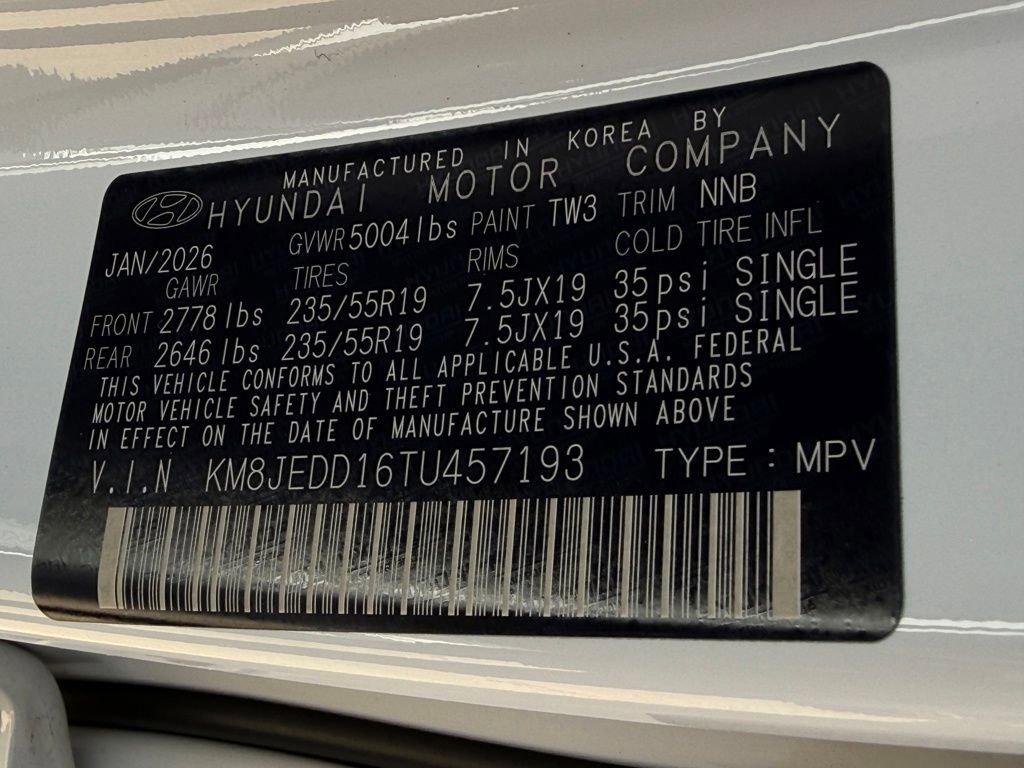 MANUFACTURED IN KOREA BY
HYUNDAI MOTOR COMPANY
JAN/2026 GVWR 5004 lbs PAINT TW3 TRIM NNB
GAWR TIRES RIMS COLD TIRE INFL
FRONT 2778 lbs 235/55R19 7.5JX19 35psi SINGLE
REAR 2646 lbs 235/55R19 7.5JX19 35psi SINGLE
THIS VEHICLE CONFORMS TO ALL APPLICABLE U.S.A. FEDERAL
MOTOR VEHICLE SAFETY AND THEFT PREVENTION STANDARDS
IN EFFECT ON THE DATE OF MANUFACTURE SHOWN ABOVE
V.I.N KM8JEDD16TU457193 TYPE : MPV